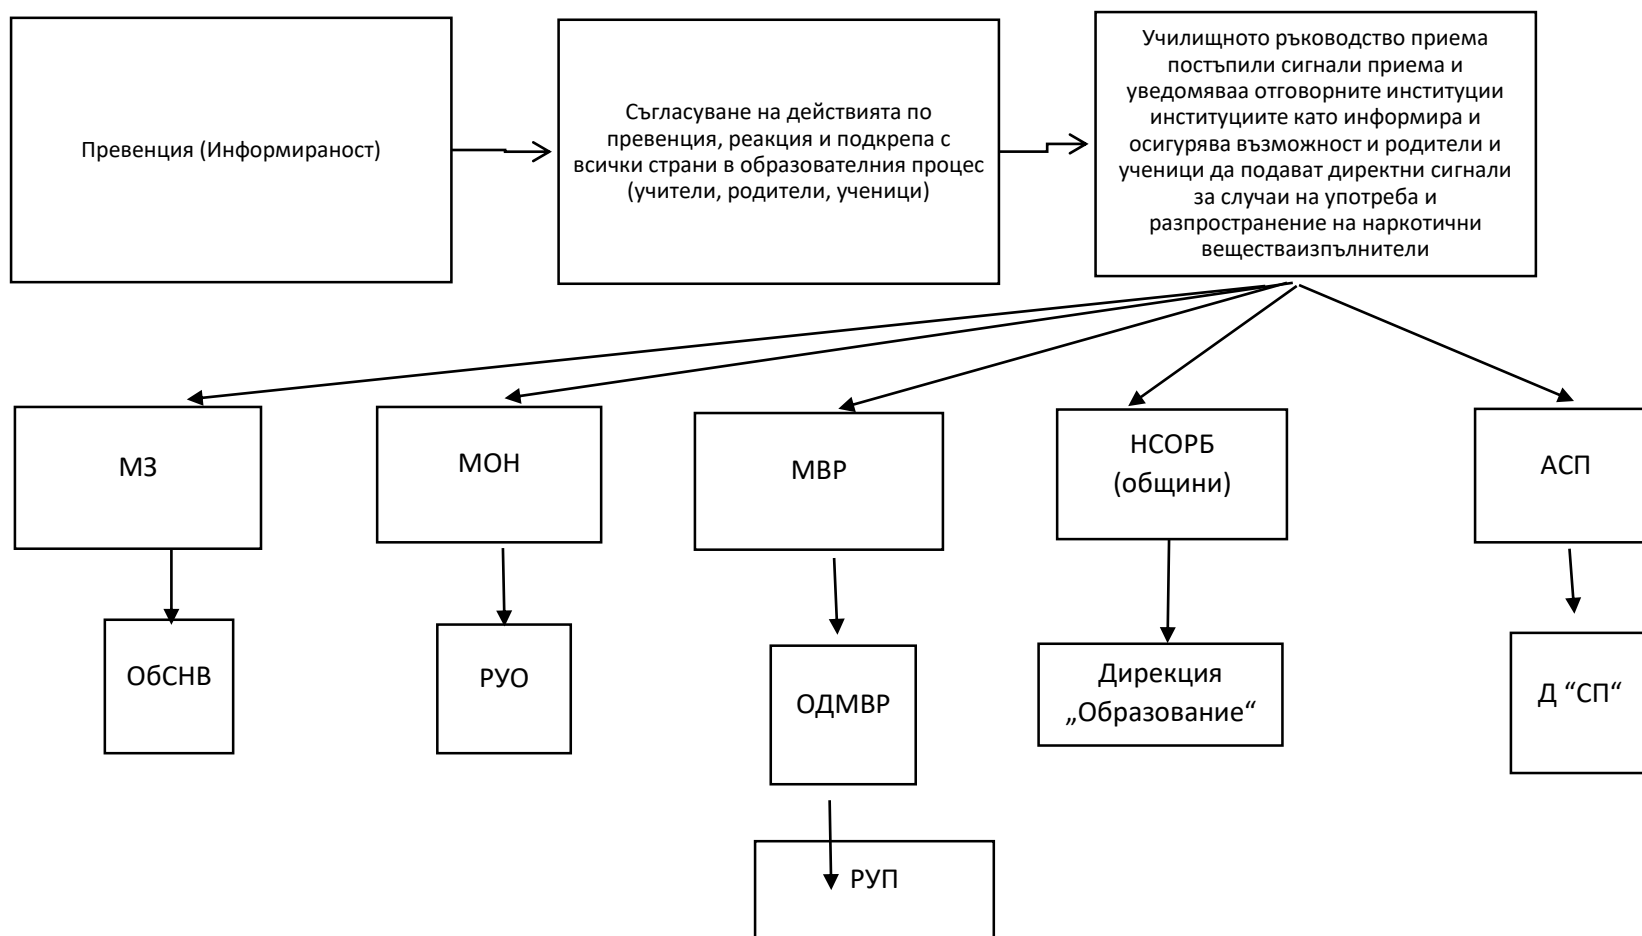 Превенция (Информираност)
Съгласуване на действията по
превенция, реакция и подкрепа с
всички страни в образователния процес
(учители, родители, ученици)
Училищното ръководство приема
постъпили сигнали приема и
уведомяваа отговорните институции
институциите като информира и
осигурява възможност и родители и
ученици да подават директни сигнали
за случаи на употреба и
разпространение на наркотични
веществаизпълнители
МЗ
МОН
МВР
НСОРБ
(общини)
АСП
ОбСНВ
РУО
ОДМВР
Дирекция
„Образование“
Д “СП“
РУП